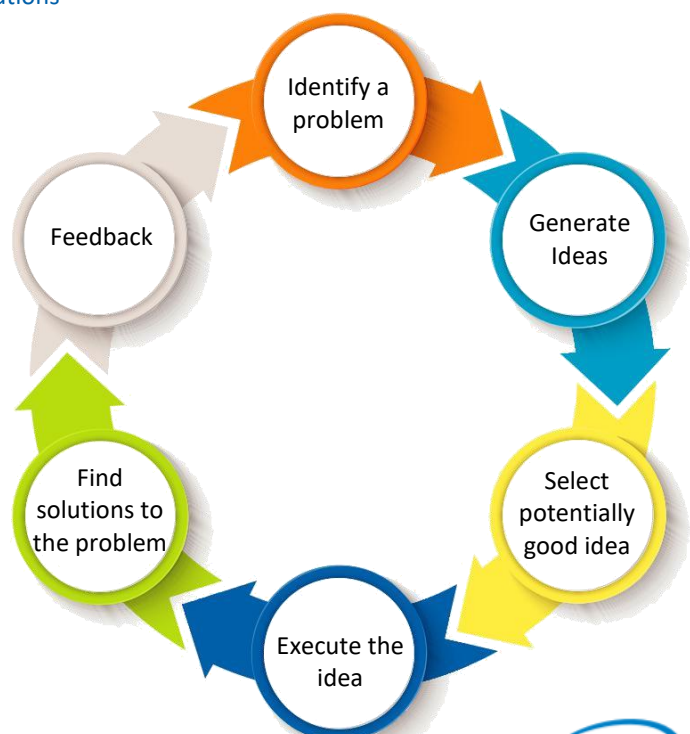 Identify a
problem
Generate
Ideas
Select
potentially
good idea
Execute the
idea
Find
solutions to
the problem
Feedback